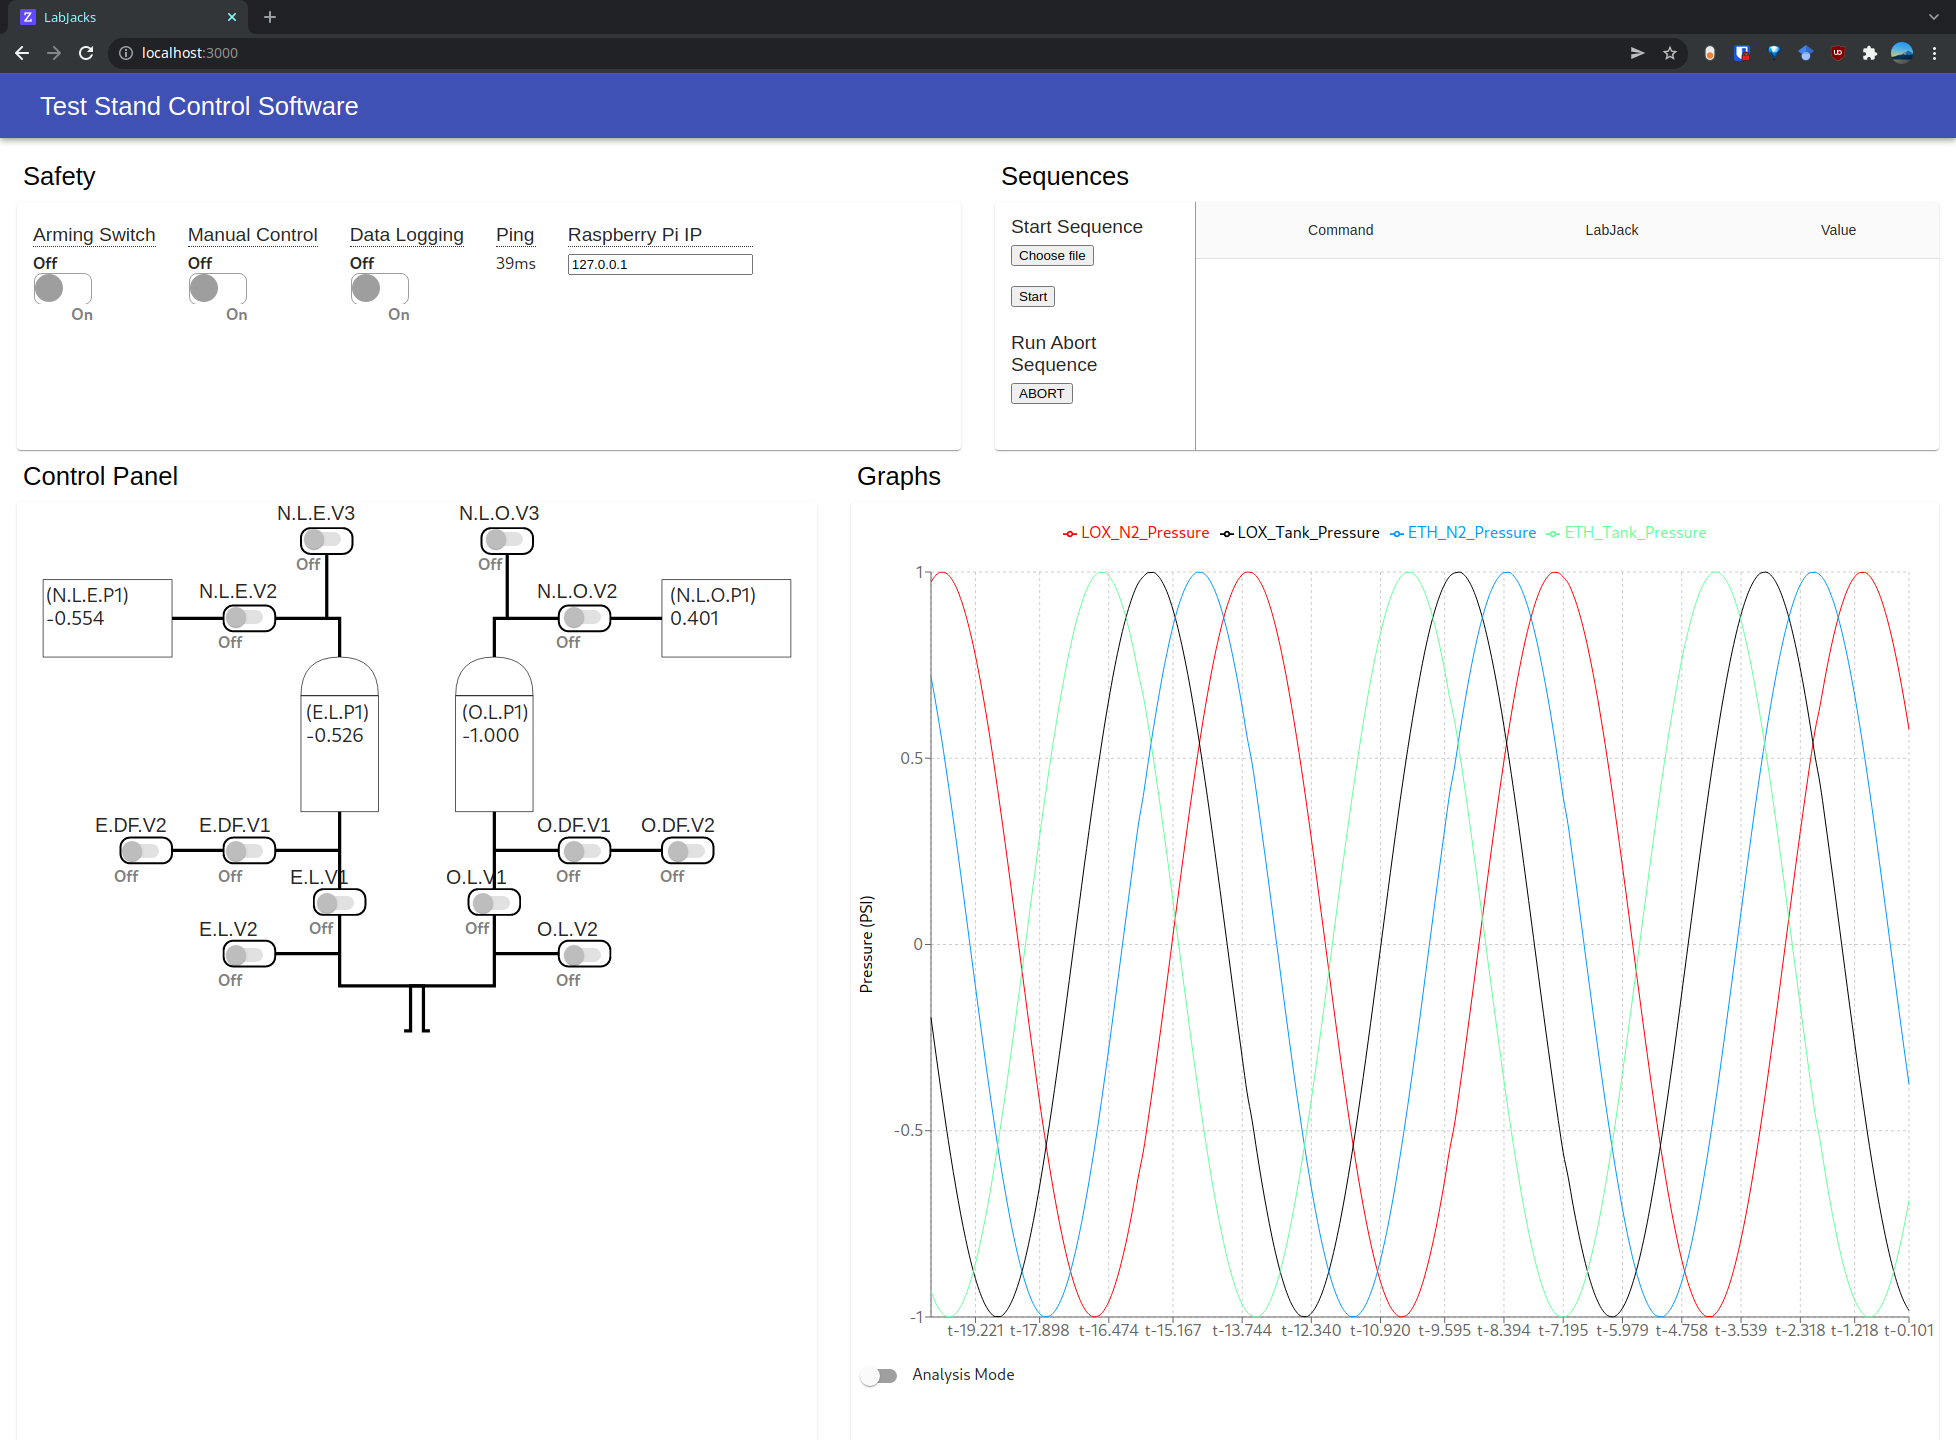 LabJacks
localhost:3000
Test Stand Control Software
Safety
Arming Switch
Off
On
Manual Control
Off
On
Data Logging
Off
On
Ping
39ms
Raspberry Pi IP
127.0.0.1
Sequences
Start Sequence
Choose file
Start
Run Abort
Sequence
ABORT
Command LabJack Value
Control Panel
N.L.E.V3
Off
N.L.O.V3
Off
(N.L.E.P1)
-0.554
N.L.E.V2
Off
N.L.O.V2
Off
(N.L.O.P1)
0.401
(E.L.P1)
-0.526
(O.L.P1)
-1.000
E.DF.V2
Off
E.DF.V1
Off
O.DF.V1
Off
O.DF.V2
Off
E.L.V1
Off
O.L.V1
Off
E.L.V2
Off
O.L.V2
Off
Graphs
LOX_N2_Pressure LOX_Tank_Pressure ETH_N2_Pressure ETH_Tank_Pressure
Pressure (PSI)
1
0.5
0
-0.5
-1
t-19.221 t-17.898 t-16.474 t-15.167 t-13.744 t-12.340 t-10.920 t-9.595 t-8.394 t-7.195 t-5.979 t-4.758 t-3.539 t-2.318 t-1.218 t-0.101
Analysis Mode